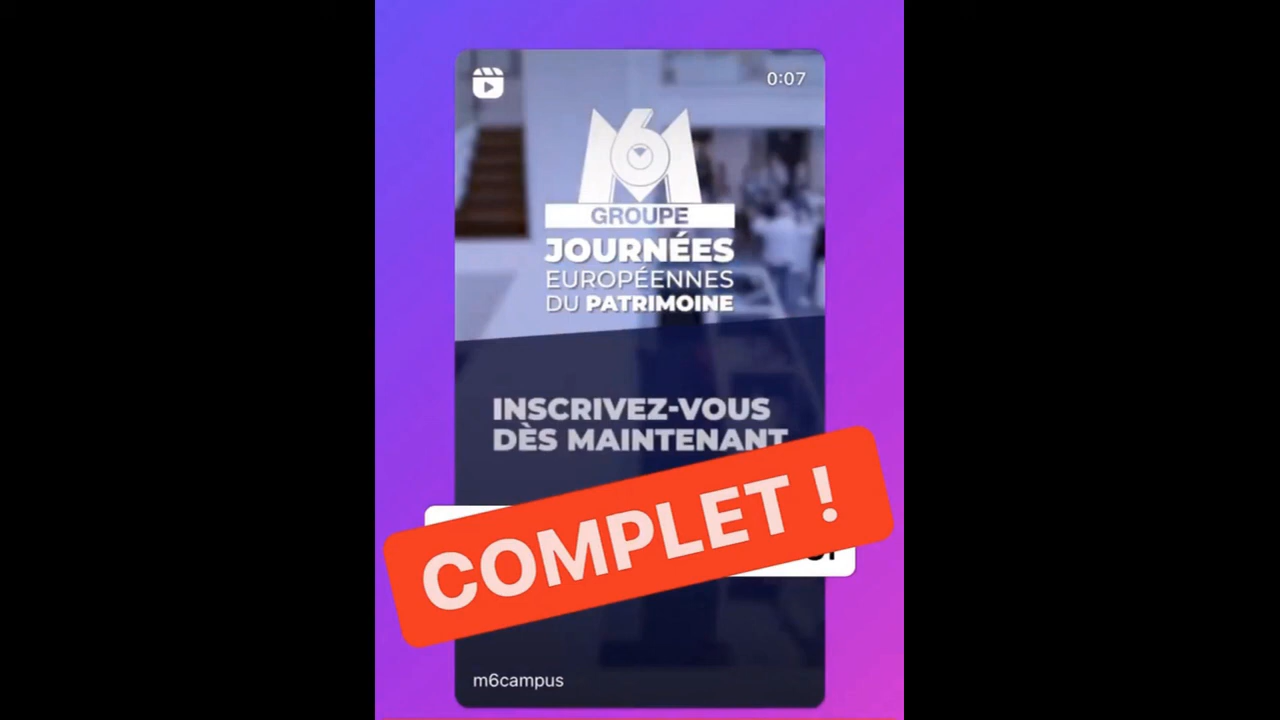 0:07
M6
GROUPE
JOURNÉES
EUROPÉENNES
DU PATRIMOINE
INSCRIVEZ-VOUS
DÈS MAINTENANT
COMPLET !
m6campus